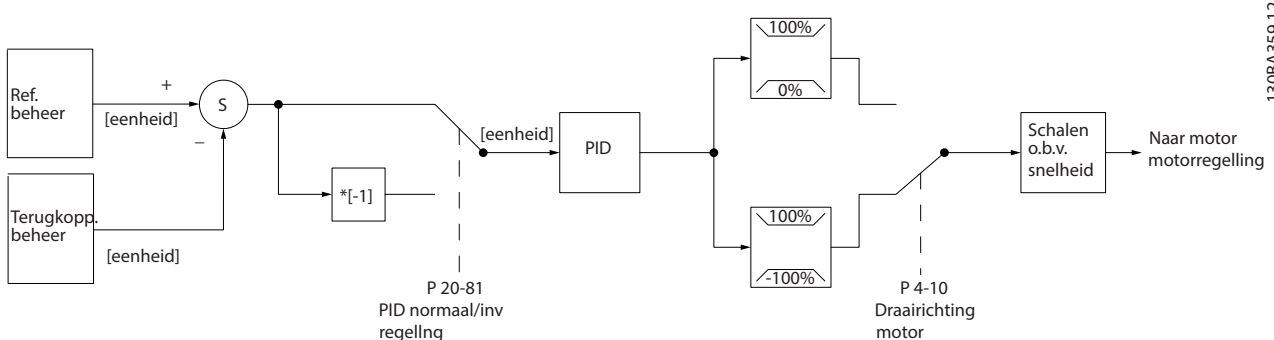 130BA359.12
Ref.
beheer
+
[eenheid]
S
–
Terugkopp.
beheer
[eenheid]
*[-1]
[eenheid]
P 20-81
PID normaal/inv
regellng
PID
100%
0%
100%
-100%
P 4-10
Draairichting
motor
Schalen
o.b.v.
snelheid
Naar motor
motorregelling